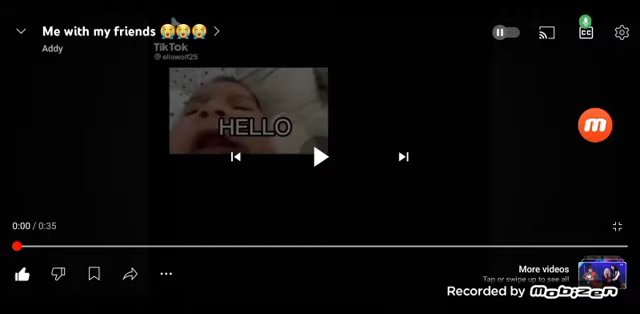 Me with my friends 😭😭😭
Addy
TikTok
@ellawolf25
CC
HELLO
0:00 / 0:35
More videos
Tap or swipe up to see all
Recorded by mobizen